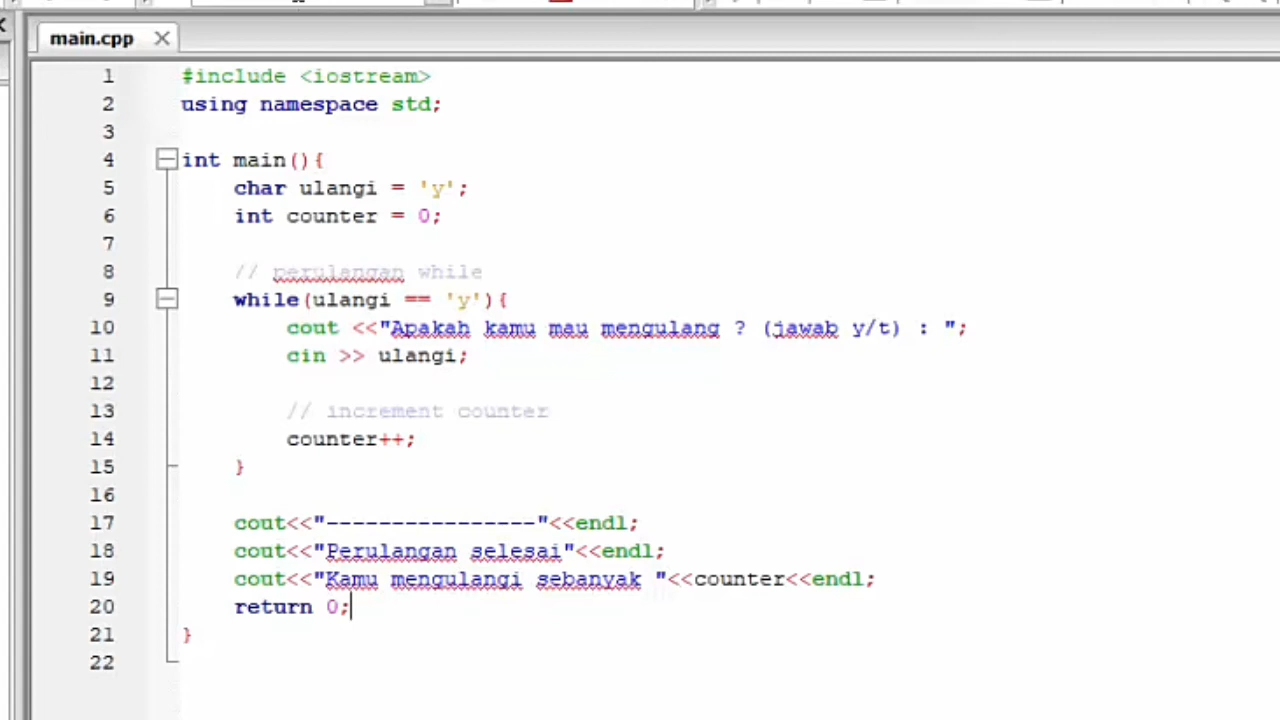 main.cpp
1 #include <iostream>
2 using namespace std;
3
4 int main(){
5 char ulangi = 'y';
6 int counter = 0;
7
8 // perulangan while
9 while(ulangi == 'y'){
10 cout <<"Apakah kamu mau mengulang ? (jawab y/t) : ";
11 cin >> ulangi;
12
13 // increment counter
14 counter++;
15 }
16
17 cout<<"----------------"<<endl;
18 cout<<"Perulangan selesai"<<endl;
19 cout<<"Kamu mengulangi sebanyak "<<counter<<endl;
20 return 0;
21 }
22